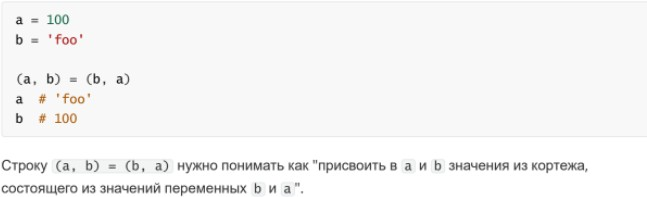 a = 100
b = 'foo'
(a, b) = (b, a)
a  # 'foo'
b  # 100
Строку (a, b) = (b, a) нужно понимать как "присвоить в a и b значения из кортежа,
состоящего из значений переменных b и a".